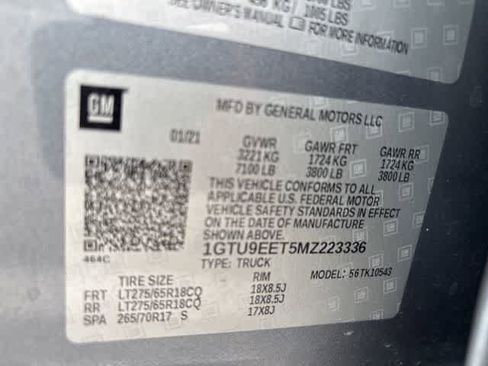 KG / 1085 LBS
SEE OWNER'S MANUAL FOR MORE INFORMATION
GM
MFD BY GENERAL MOTORS LLC
01/21 GVWR GAWR FRT GAWR RR
3221 KG 1724 KG 1724 KG
7100 LB 3800 LB 3800 LB
THIS VEHICLE CONFORMS TO ALL
APPLICABLE U.S. FEDERAL MOTOR
VEHICLE SAFETY STANDARDS IN EFFECT
ON THE DATE OF MANUFACTURE
SHOWN ABOVE.
464C
1GTU9EET5MZ223336
TYPE: TRUCK MODEL: 56TK10543
TIRE SIZE RIM
FRT LT275/65R18CQ 18X8.5J
RR LT275/65R18CQ 18X8.5J
SPA 265/70R17 S 17X8J